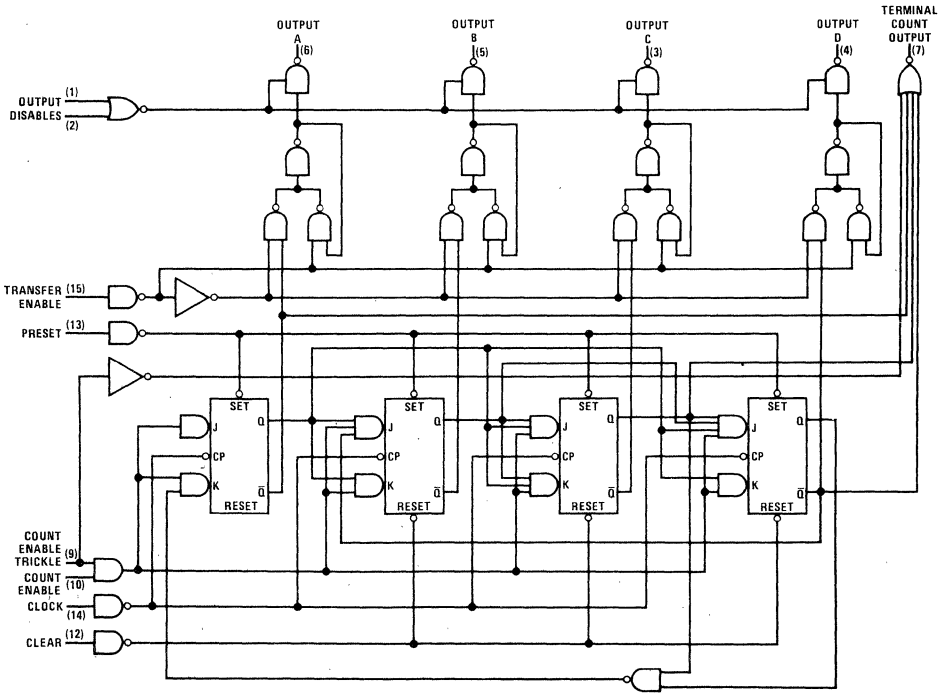 TERMINAL
COUNT
OUTPUT
(7)
OUTPUT
A
(6)
OUTPUT
B
(5)
OUTPUT
C
(3)
OUTPUT
D
(4)
OUTPUT (1)
DISABLES
(2)
TRANSFER (15)
ENABLE
PRESET (13)
SET
Q
J
CP
K
Q
RESET
SET
Q
J
CP
K
Q
RESET
SET
Q
J
CP
K
Q
RESET
SET
Q
J
CP
K
Q
RESET
COUNT
ENABLE
TRICKLE (9)
COUNT
ENABLE (10)
CLOCK
(14)
CLEAR (12)